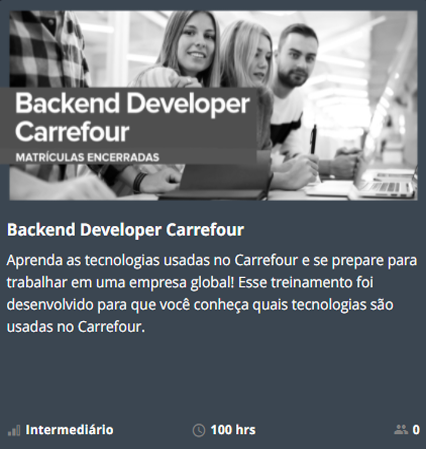 Backend Developer
Carrefour
MATRÍCULAS ENCERRADAS
Backend Developer Carrefour
Aprenda as tecnologias usadas no Carrefour e se prepare para
trabalhar em uma empresa global! Esse treinamento foi
desenvolvido para que você conheça quais tecnologias são
usadas no Carrefour.
Intermediário 100 hrs 0